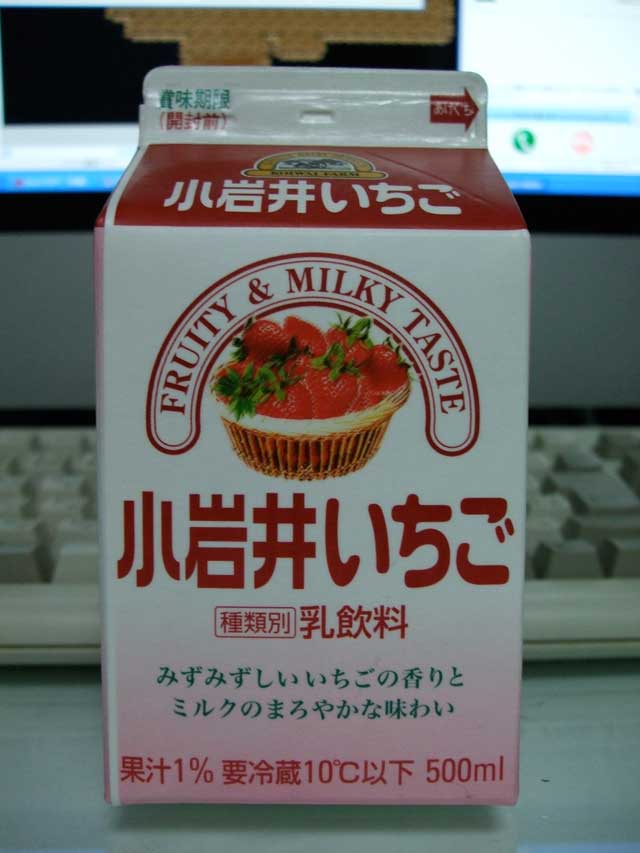 賞味期限
(開封前)
あけぐち
KOIWAI FARM
小岩井いちご
FRUITY & MILKY TASTE
小岩井いちご
種類別 乳飲料
みずみずしいいちごの香りと
ミルクのまろやかな味わい
果汁1% 要冷蔵10℃以下 500ml